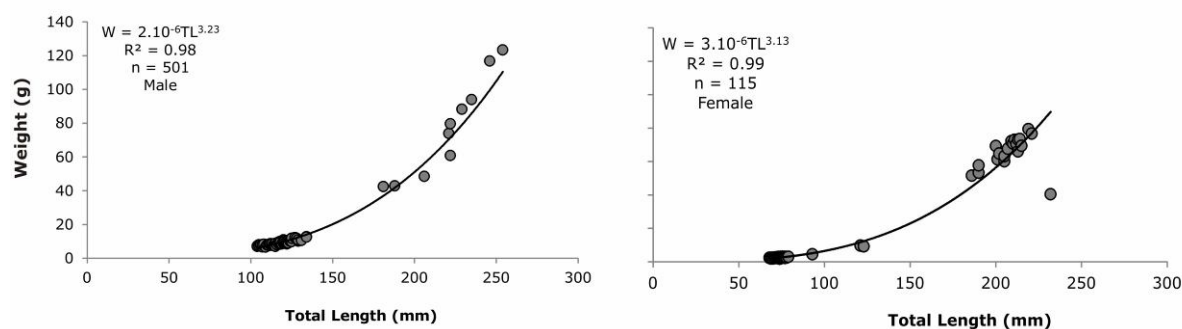 W = 2.10⁻⁶TL³·²³
R² = 0.98
n = 501
Male
Weight (g)
140
120
100
80
60
40
20
0
0 50 100 150 200 250 300
Total Length (mm)
W = 3.10⁻⁶TL³·¹³
R² = 0.99
n = 115
Female
0 50 100 150 200 250 300
Total Length (mm)